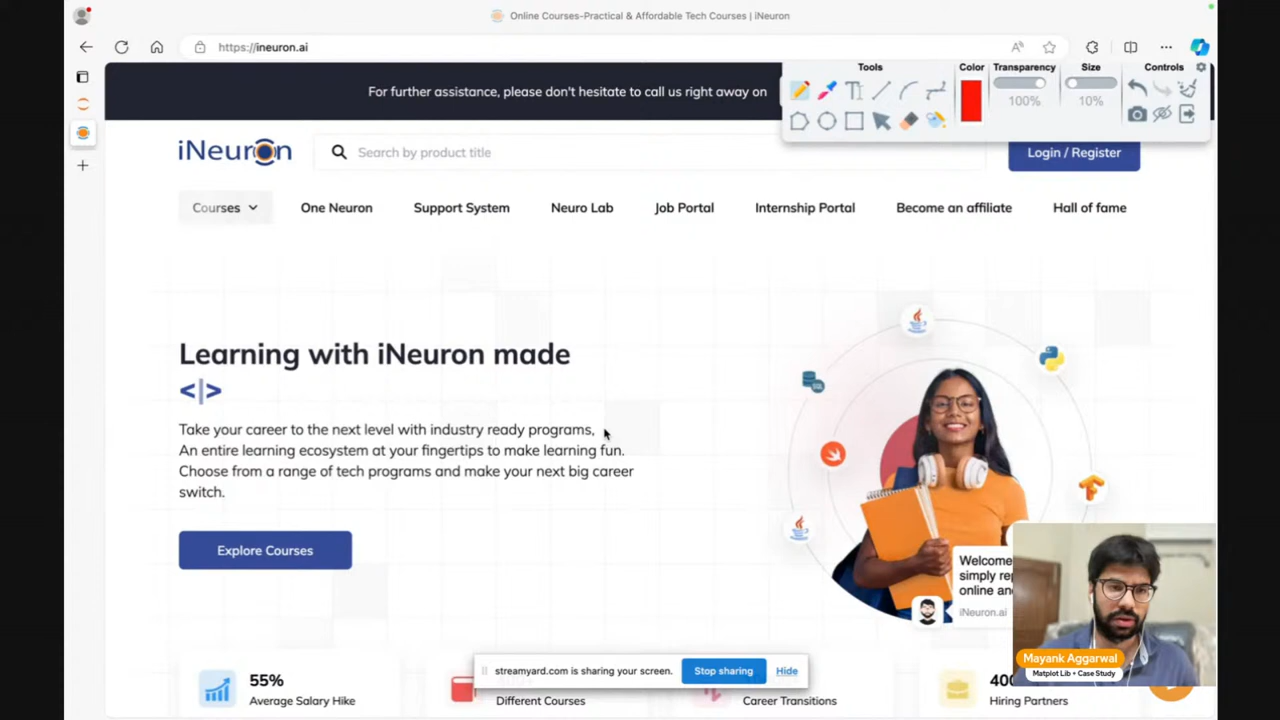 Online Courses-Practical & Affordable Tech Courses | iNeuron
https://ineuron.ai
Tools
Color
Transparency
Size
Controls
100%
10%
For further assistance, please don't hesitate to call us right away on
iNeuron
Search by product title
Login / Register
Courses
One Neuron
Support System
Neuro Lab
Job Portal
Internship Portal
Become an affiliate
Hall of fame
Learning with iNeuron made
<|>
Take your career to the next level with industry ready programs,
An entire learning ecosystem at your fingertips to make learning fun.
Choose from a range of tech programs and make your next big career
switch.
Explore Courses
Welcome
simply
online
iNeuron.ai
Mayank Aggarwal
Matplot Lib + Case Study
streamyard.com is sharing your screen.
Stop sharing
Hide
55%
Average Salary Hike
Different Courses
Career Transitions
Hiring Partners